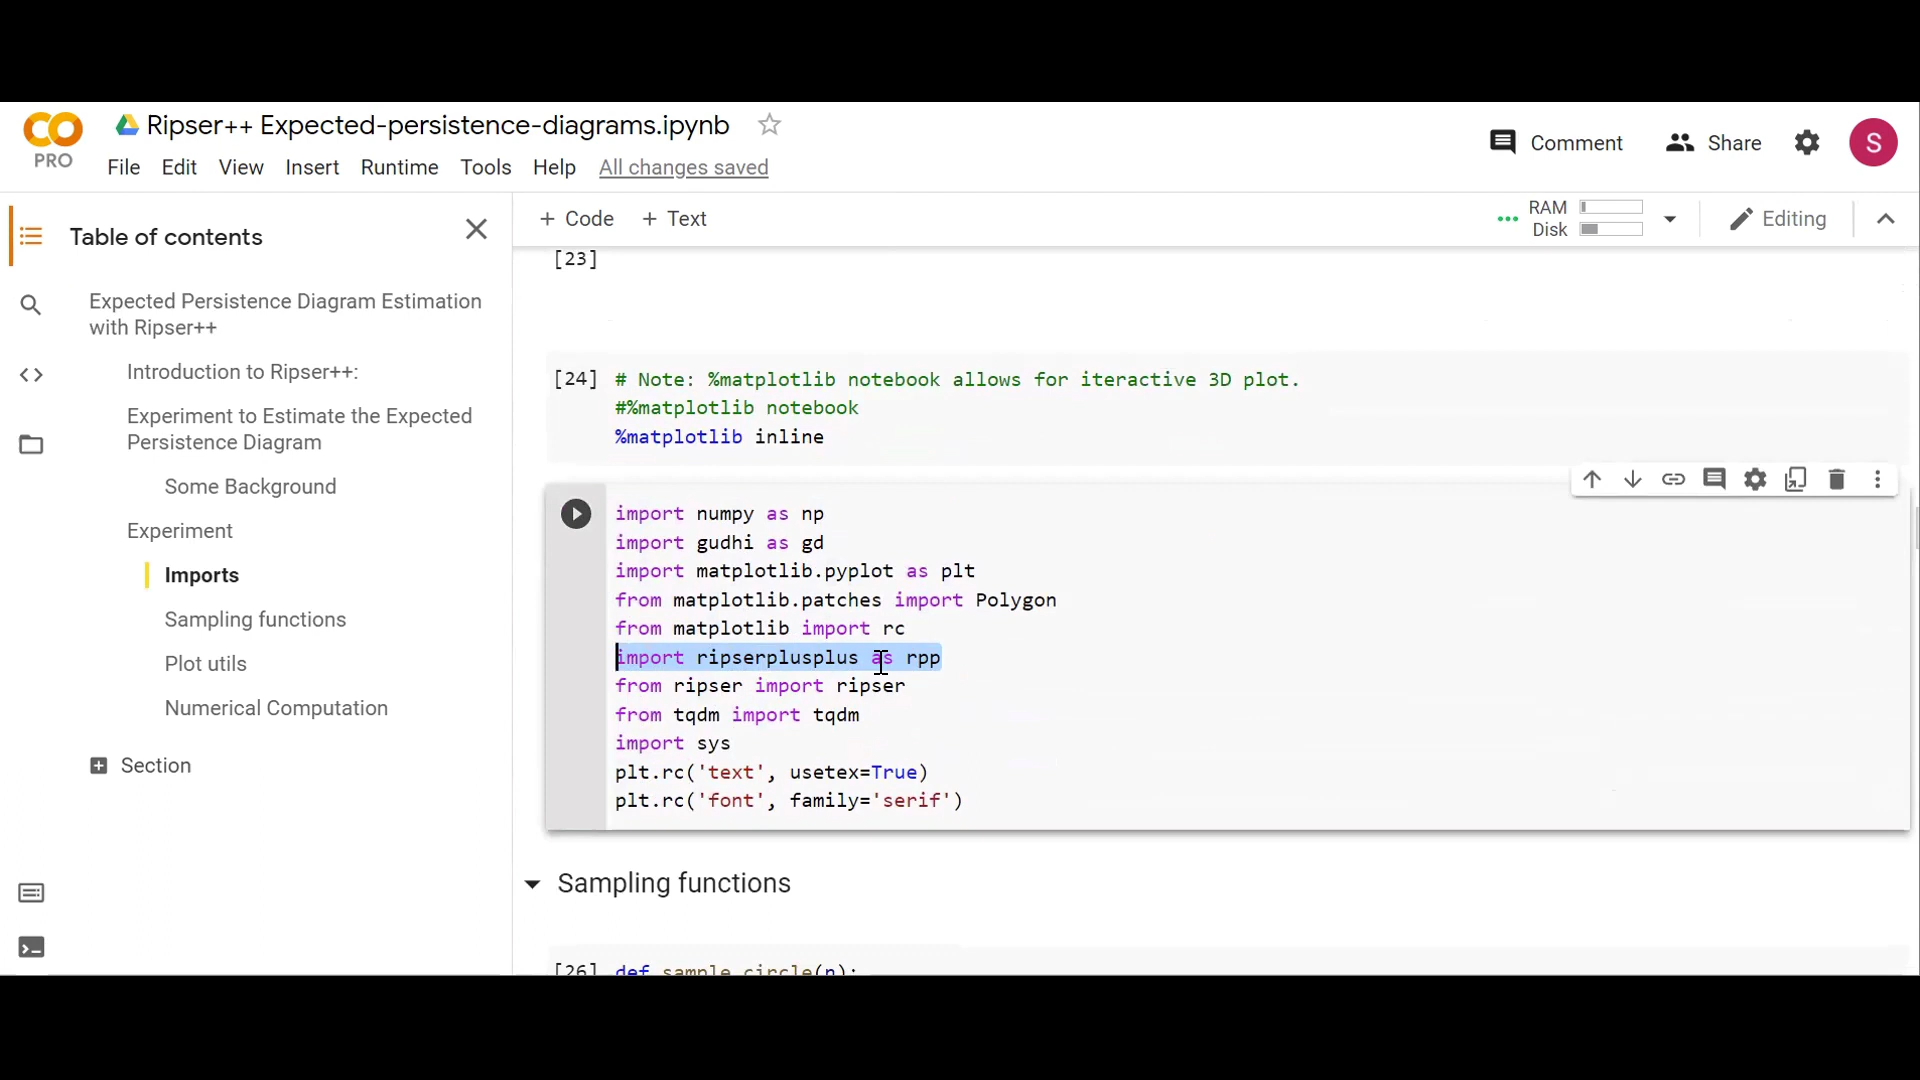 Ripser++ Expected-persistence-diagrams.ipynb
PRO
File Edit View Insert Runtime Tools Help All changes saved
Comment
Share
S
Table of contents
Expected Persistence Diagram Estimation
with Ripser++
Introduction to Ripser++:
Experiment to Estimate the Expected
Persistence Diagram
Some Background
Experiment
Imports
Sampling functions
Plot utils
Numerical Computation
Section
+ Code + Text
RAM
Disk
Editing
[23]
[24] # Note: %matplotlib notebook allows for iteractive 3D plot.
#%matplotlib notebook
%matplotlib inline
import numpy as np
import gudhi as gd
import matplotlib.pyplot as plt
from matplotlib.patches import Polygon
from matplotlib import rc
import ripserplusplus as rpp
from ripser import ripser
from tqdm import tqdm
import sys
plt.rc('text', usetex=True)
plt.rc('font', family='serif')
Sampling functions
[26] def sample_circle(n):